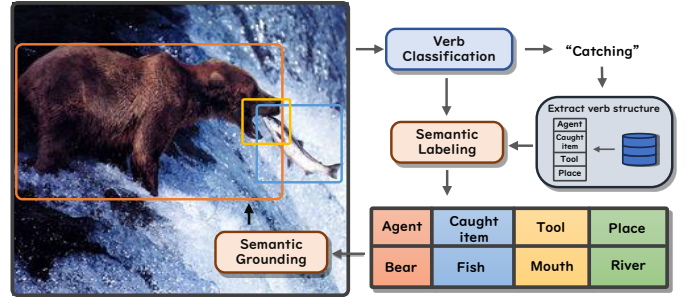 Verb
Classification
“Catching”
Extract verb structure
Agent
Caught
item
Tool
Place
Semantic
Labeling
Agent
Caught
item
Tool
Place
Bear
Fish
Mouth
River
Semantic
Grounding